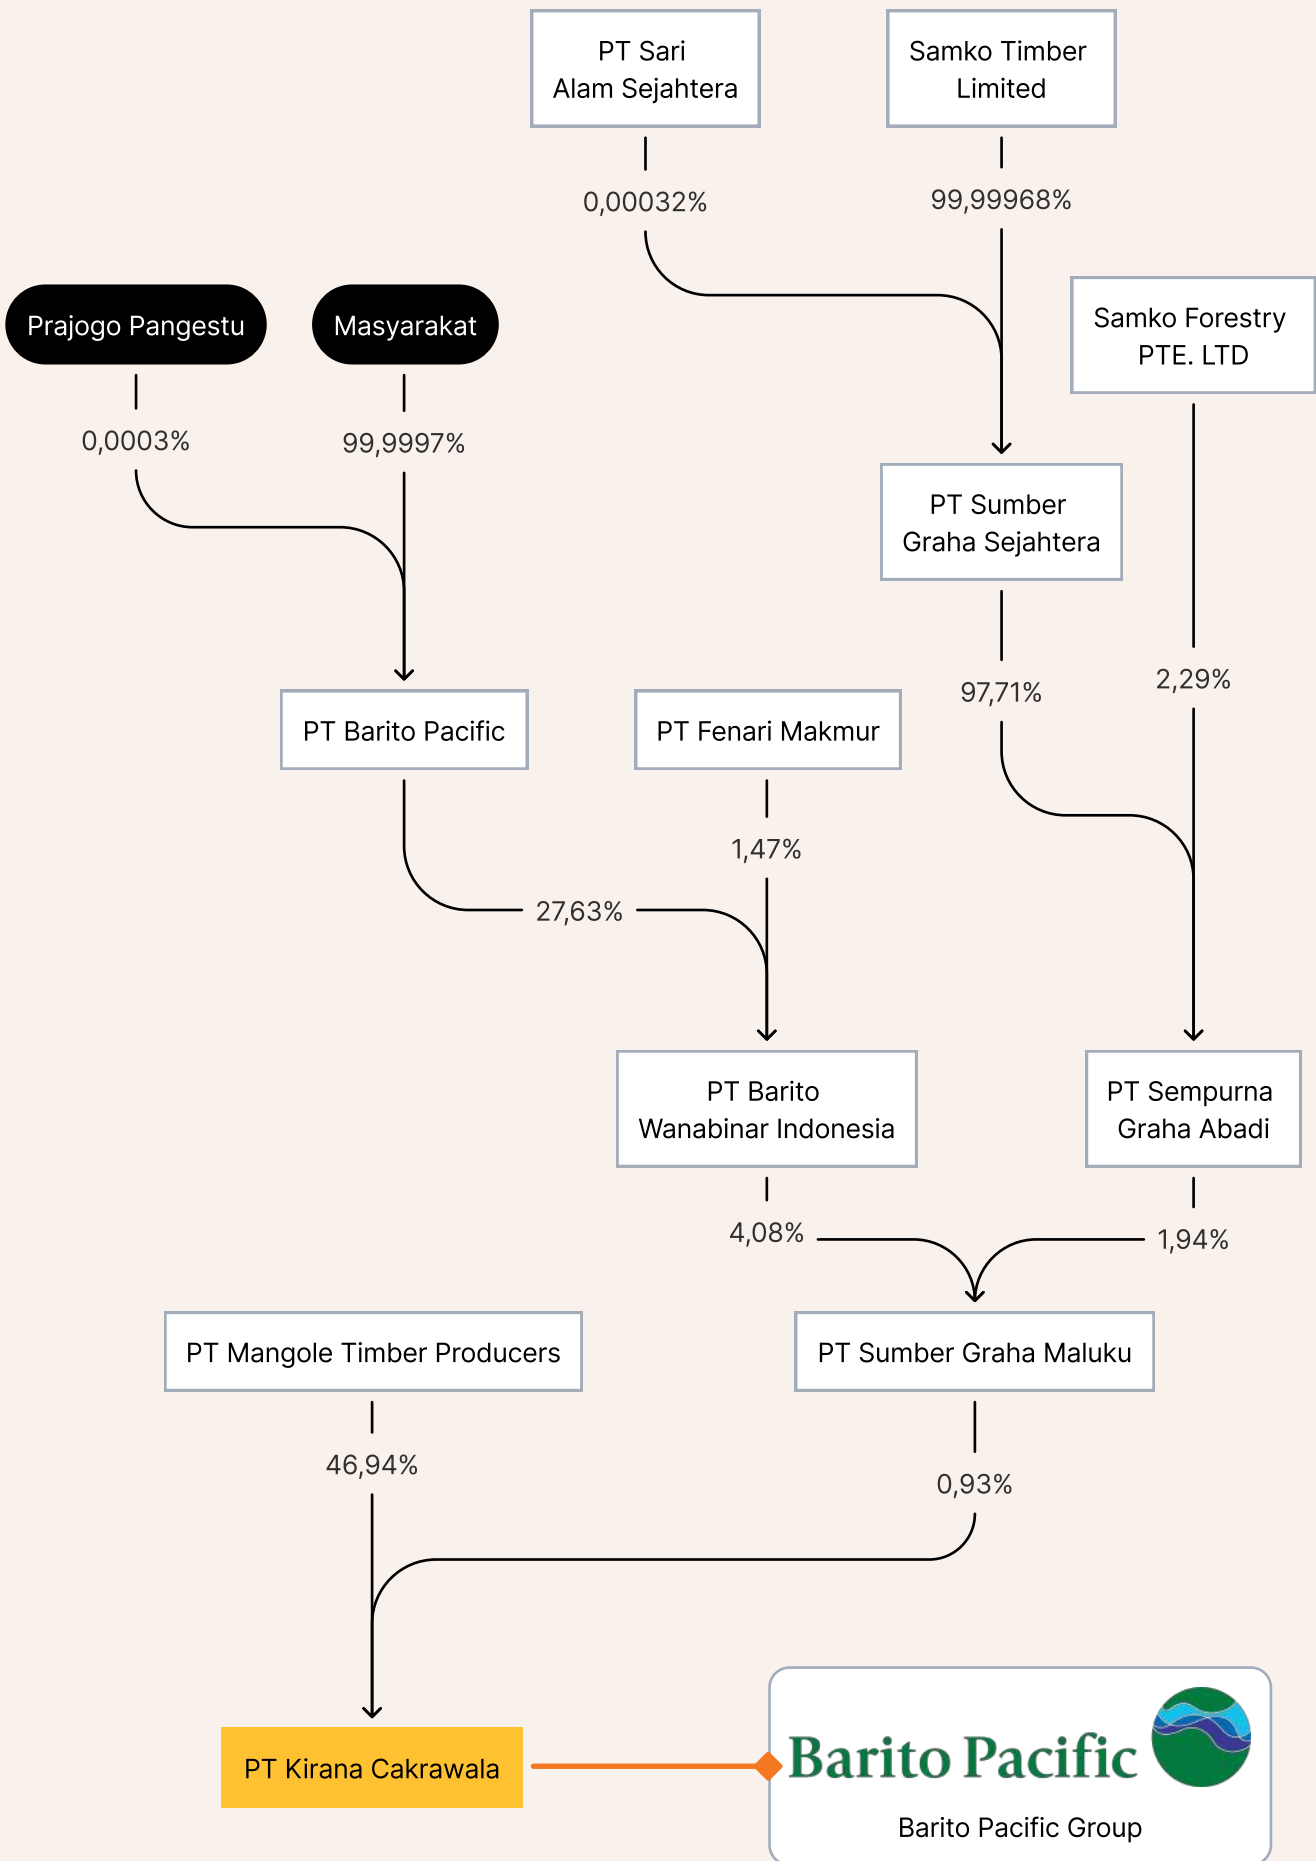 PT Sari
Alam Sejahtera
Samko Timber
Limited
0,00032%
99,99968%
Prajogo Pangestu
Masyarakat
Samko Forestry
PTE. LTD
0,0003%
99,9997%
PT Sumber
Graha Sejahtera
97,71%
2,29%
PT Barito Pacific
PT Fenari Makmur
1,47%
27,63%
PT Barito
Wanabinar Indonesia
PT Sempurna
Graha Abadi
4,08%
1,94%
PT Mangole Timber Producers
PT Sumber Graha Maluku
46,94%
0,93%
PT Kirana Cakrawala
Barito Pacific
Barito Pacific Group